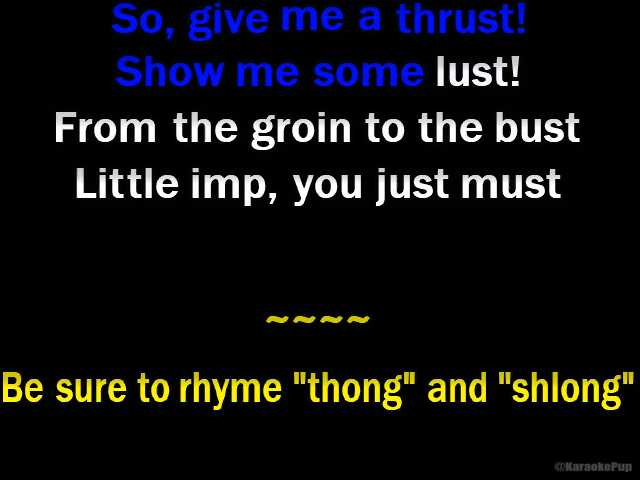 So, give me a thrust!
Show me some lust!
From the groin to the bust
Little imp, you just must
~~~~
Be sure to rhyme "thong" and "shlong"
@KaraokePup